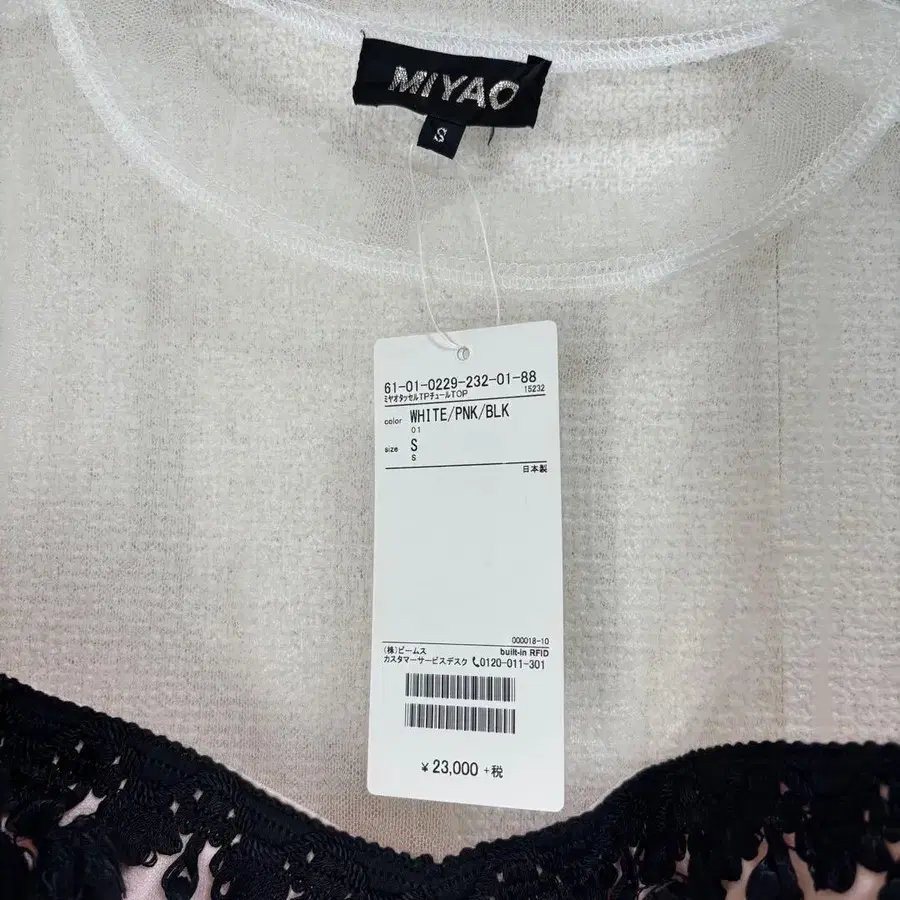 MIYAO
S
61-01-0229-232-01-88
ミヤオタッセルTPチュールTOP 15232
color WHITE/PNK/BLK
01
size S
S
日本製
000018-10
(株)ビームス built-in RFID
カスタマーサービスデスク 0120-011-301
¥ 23,000 +税